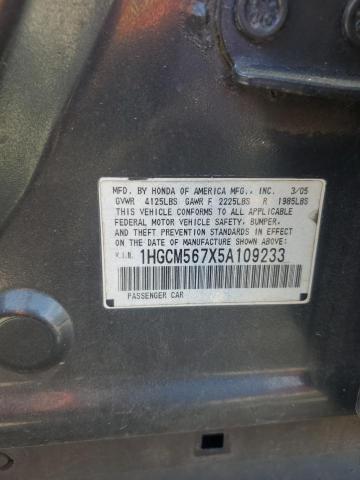 MFD. BY HONDA OF AMERICA MFG., INC. 3/05
GVWR 4125LBS GAWR F 2225LBS R 1985LBS
THIS VEHICLE CONFORMS TO ALL APPLICABLE
FEDERAL MOTOR VEHICLE SAFETY, BUMPER,
AND THEFT PREVENTION STANDARDS IN EFFECT
ON THE DATE OF MANUFACTURE SHOWN ABOVE:
V.I.N. 1HGCM567X5A109233
PASSENGER CAR